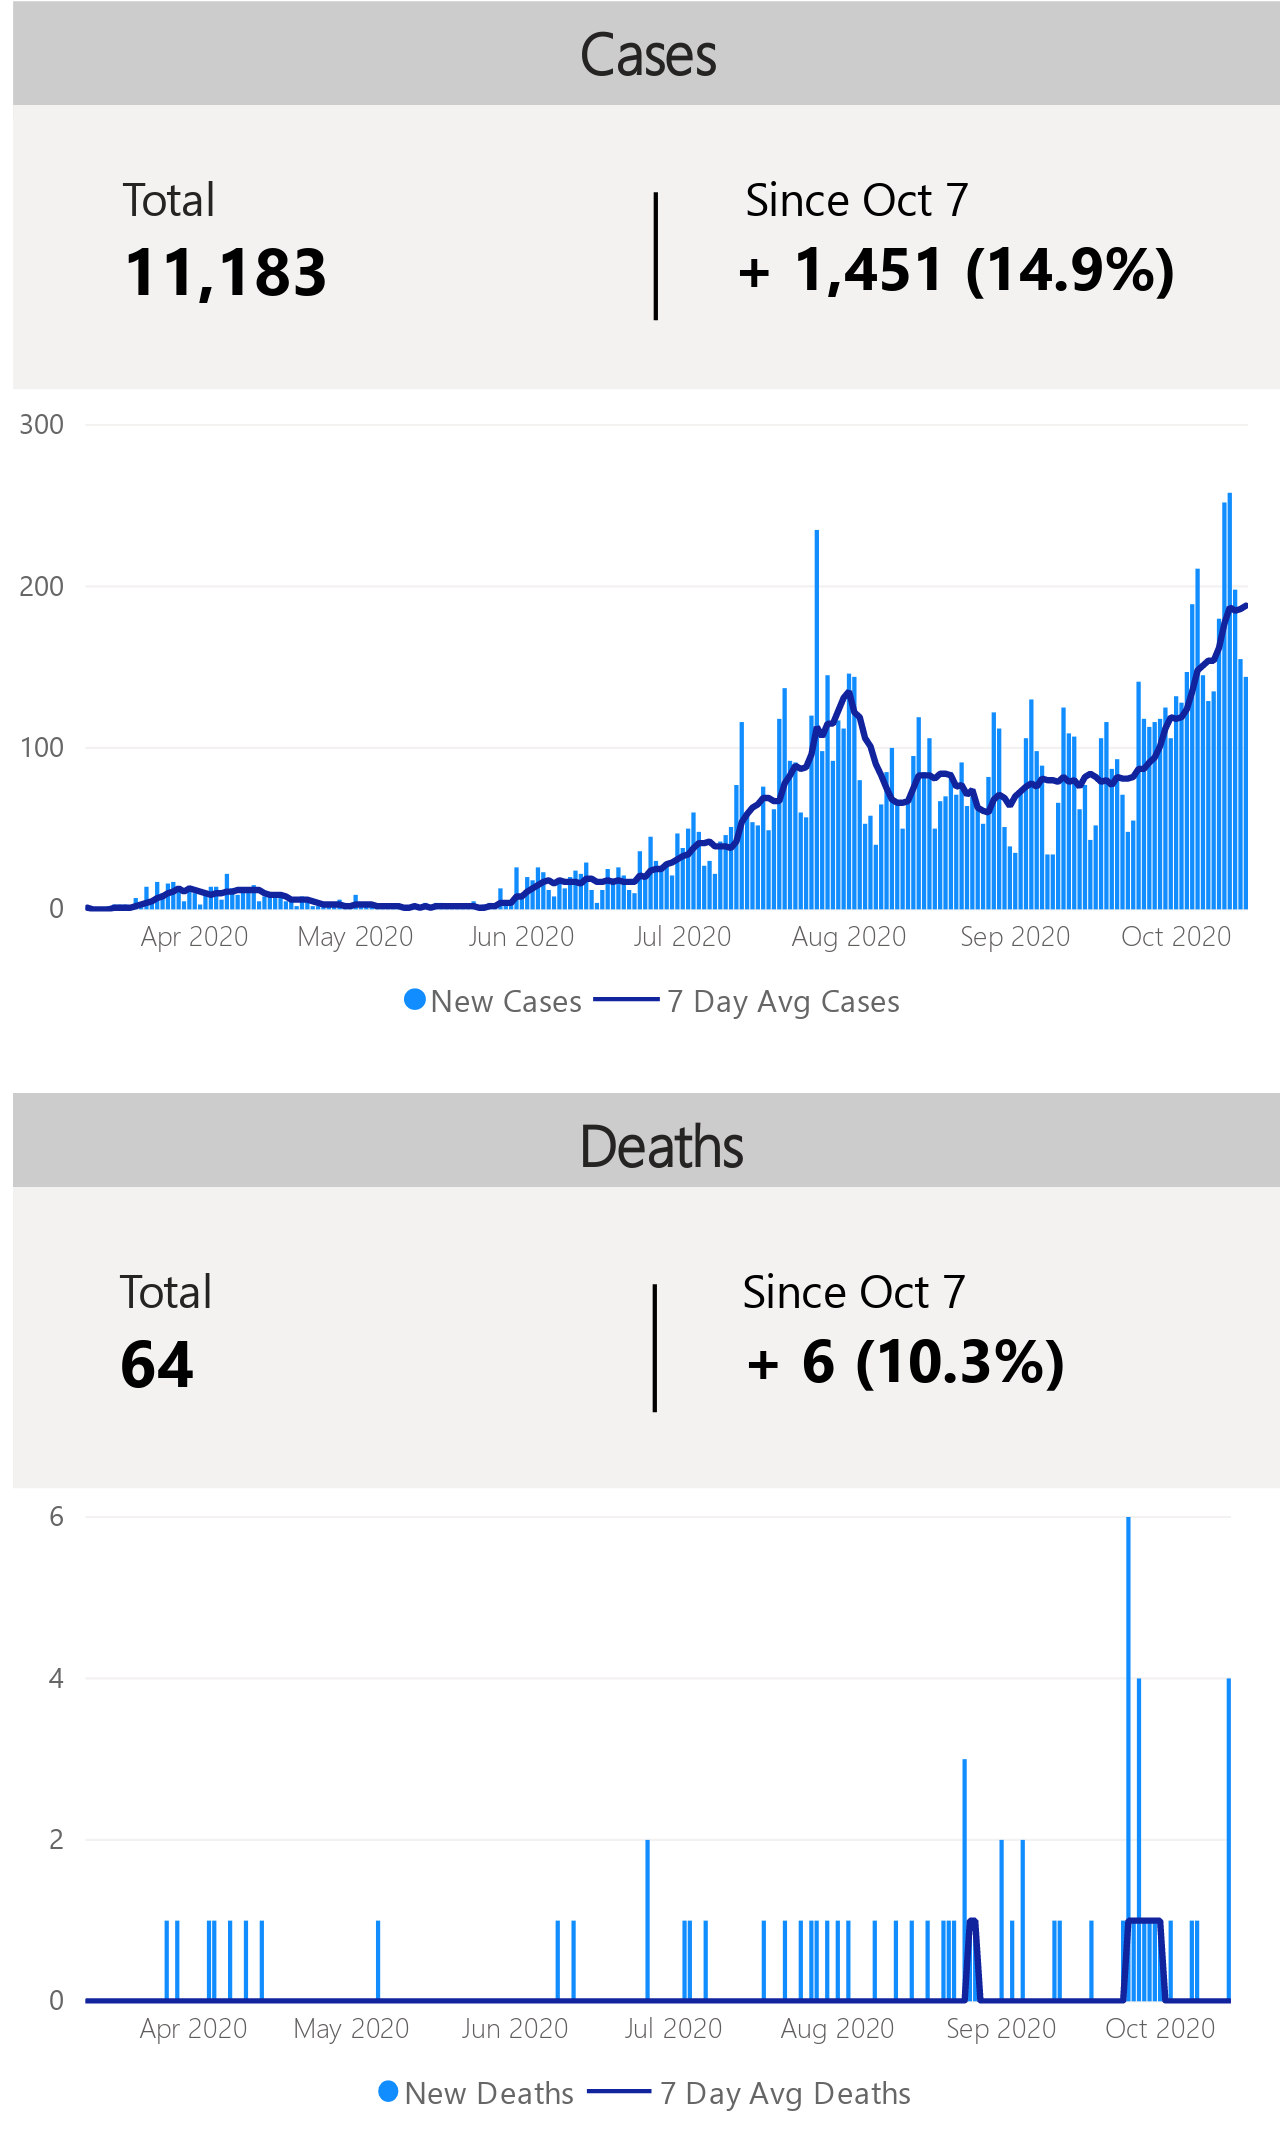 Cases
Total
Since Oct 7
11,183
+ 1,451 (14.9%)
300
200
100
0
Apr 2020 May 2020 Jun 2020 Jul 2020 Aug 2020 Sep 2020 Oct 2020
New Cases 7 Day Avg Cases
Deaths
Total
Since Oct 7
64
+ 6 (10.3%)
6
4
2
0
Apr 2020 May 2020 Jun 2020 Jul 2020 Aug 2020 Sep 2020 Oct 2020
New Deaths 7 Day Avg Deaths